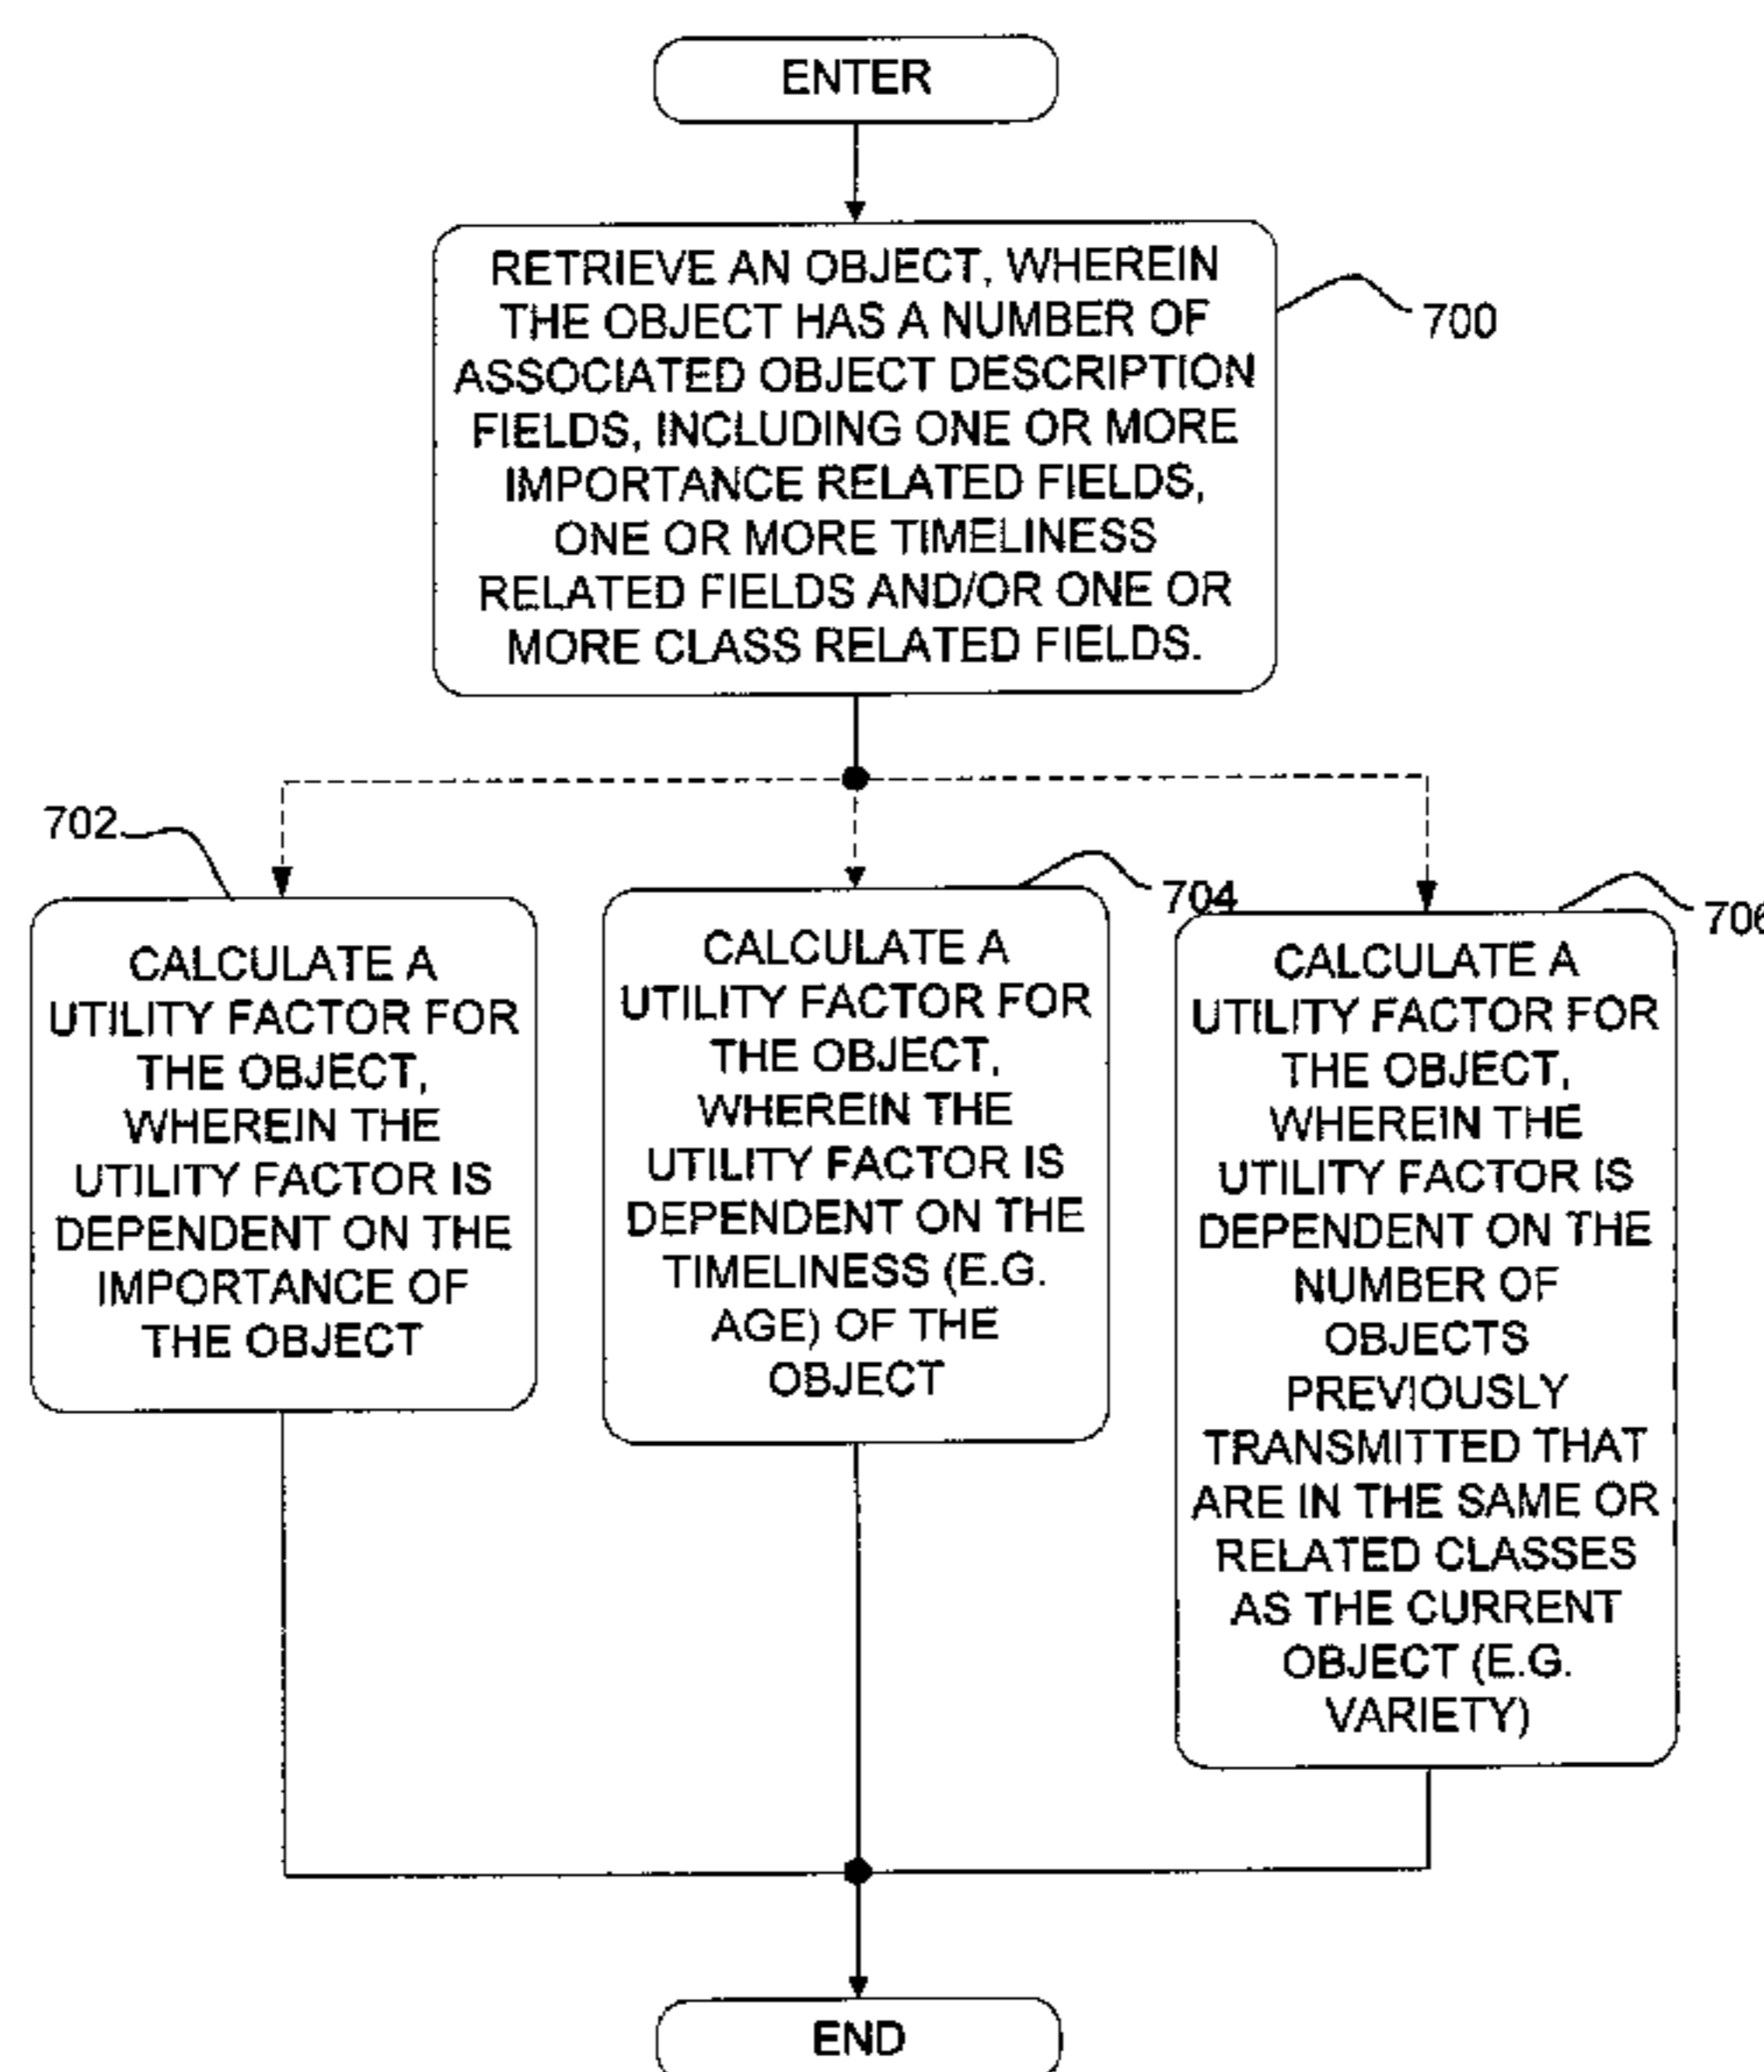 ENTER
RETRIEVE AN OBJECT, WHEREIN
THE OBJECT HAS A NUMBER OF
ASSOCIATED OBJECT DESCRIPTION
FIELDS, INCLUDING ONE OR MORE
IMPORTANCE RELATED FIELDS,
ONE OR MORE TIMELINESS
RELATED FIELDS AND/OR ONE OR
MORE CLASS RELATED FIELDS.
700
702
CALCULATE A
UTILITY FACTOR FOR
THE OBJECT,
WHEREIN THE
UTILITY FACTOR IS
DEPENDENT ON THE
IMPORTANCE OF
THE OBJECT
704
CALCULATE A
UTILITY FACTOR FOR
THE OBJECT,
WHEREIN THE
UTILITY FACTOR IS
DEPENDENT ON THE
TIMELINESS (E.G.
AGE) OF THE
OBJECT
706
CALCULATE A
UTILITY FACTOR FOR
THE OBJECT,
WHEREIN THE
UTILITY FACTOR IS
DEPENDENT ON THE
NUMBER OF
OBJECTS
PREVIOUSLY
TRANSMITTED THAT
ARE IN THE SAME OR
RELATED CLASSES
AS THE CURRENT
OBJECT (E.G.
VARIETY)
END